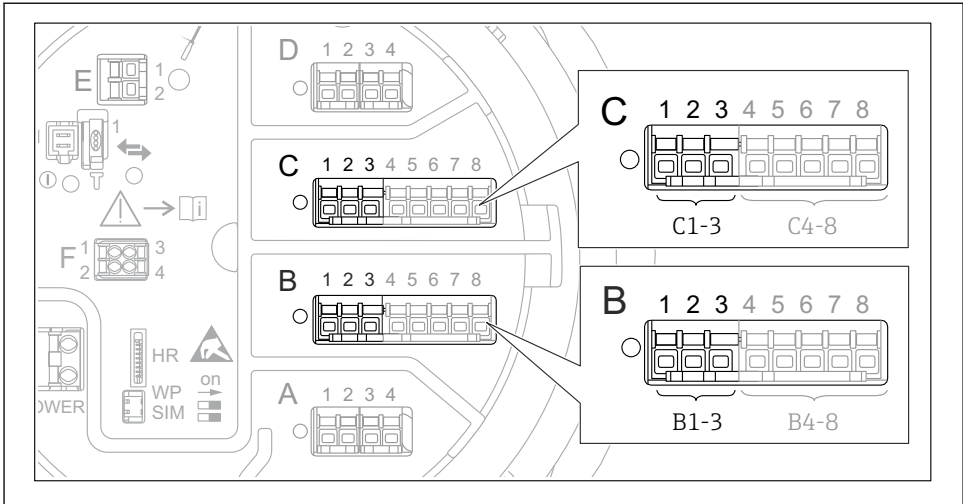 D 1 2 3 4
E 1
2
1
C 1 2 3 4 5 6 7 8
i
F 1 3
2 4
B 1 2 3 4 5 6 7 8
HR
on
WP
SIM
OWER
A 1 2 3 4
C 1 2 3 4 5 6 7 8
C1-3 C4-8
B 1 2 3 4 5 6 7 8
B1-3 B4-8